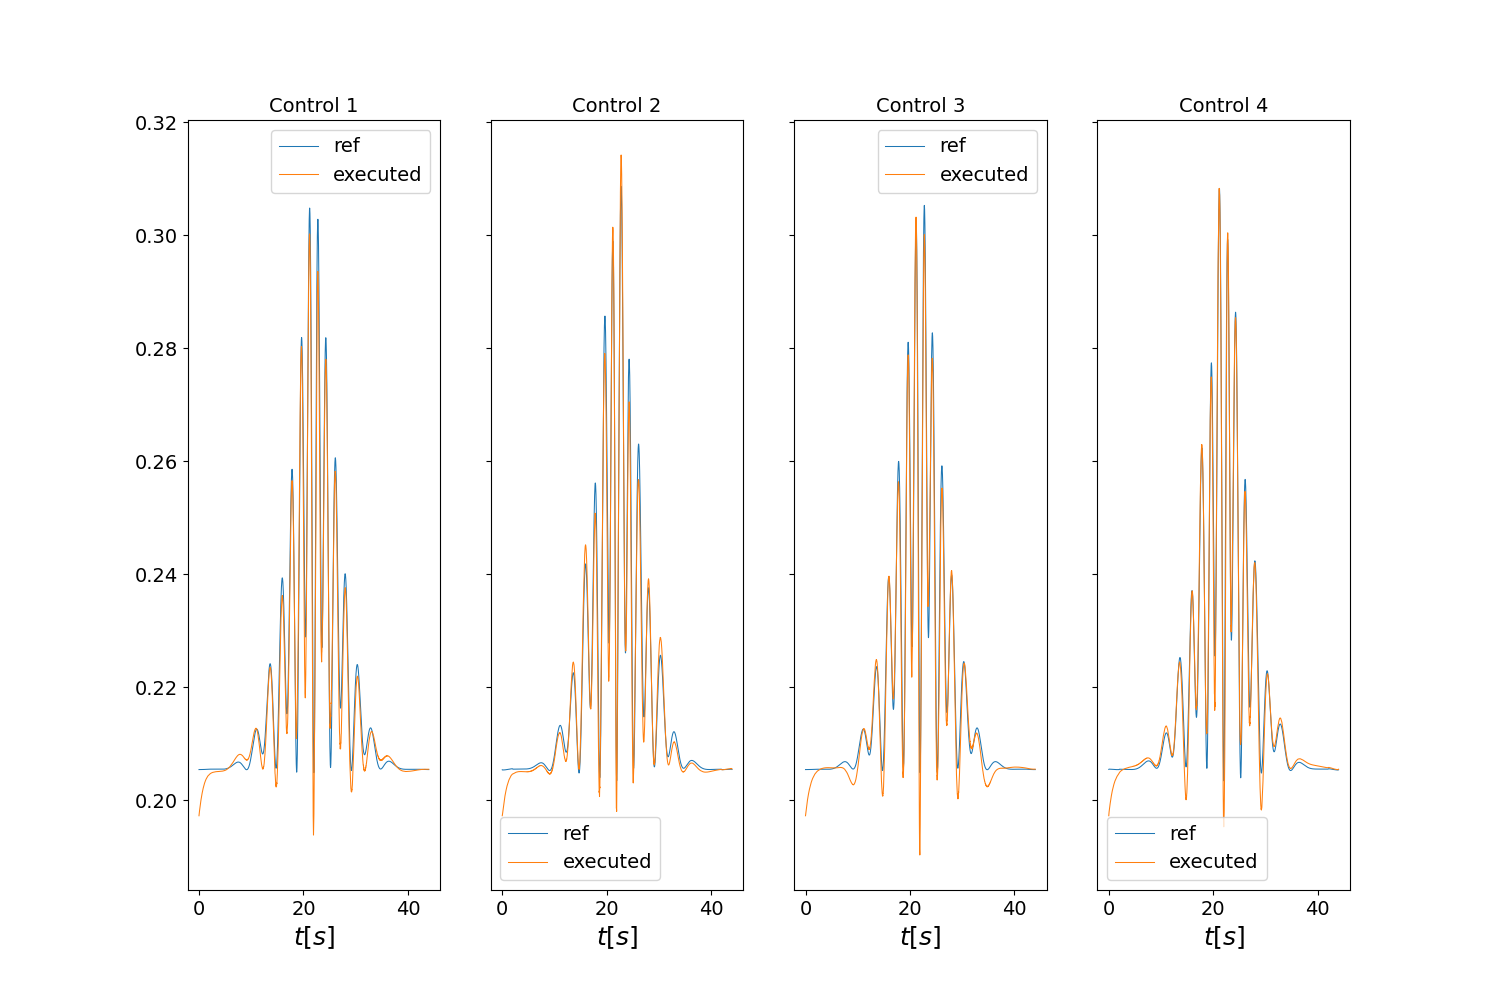 Control 1
Control 2
Control 3
Control 4
0.32
0.30
0.28
0.26
0.24
0.22
0.20
ref
executed
ref
executed
ref
executed
ref
executed
0 20 40
0 20 40
0 20 40
0 20 40
t[s]
t[s]
t[s]
t[s]